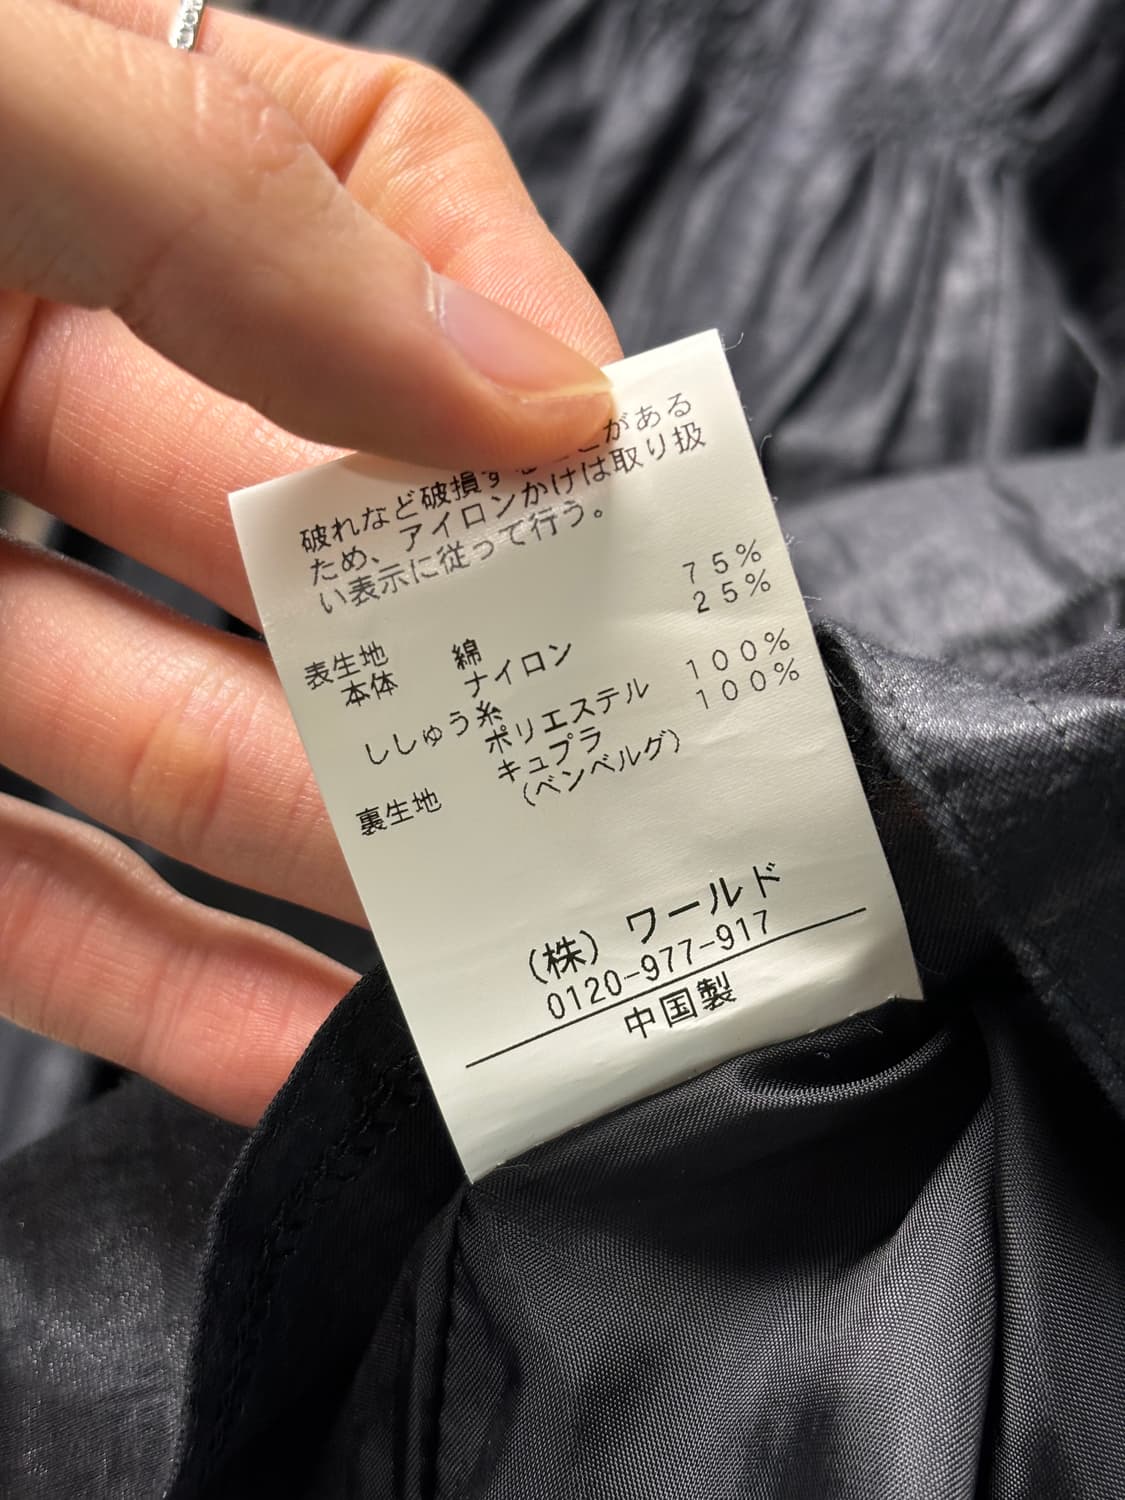 がある
破れなど破損す
ため、アイロンかけは取り扱
い表示に従って行う。
表生地 綿 75%
本体 ナイロン 25%
ししゅう糸
ポリエステル 100%
裏生地 キュプラ 100%
(ベンベルグ)
(株) ワールド
0120-977-917
中国製